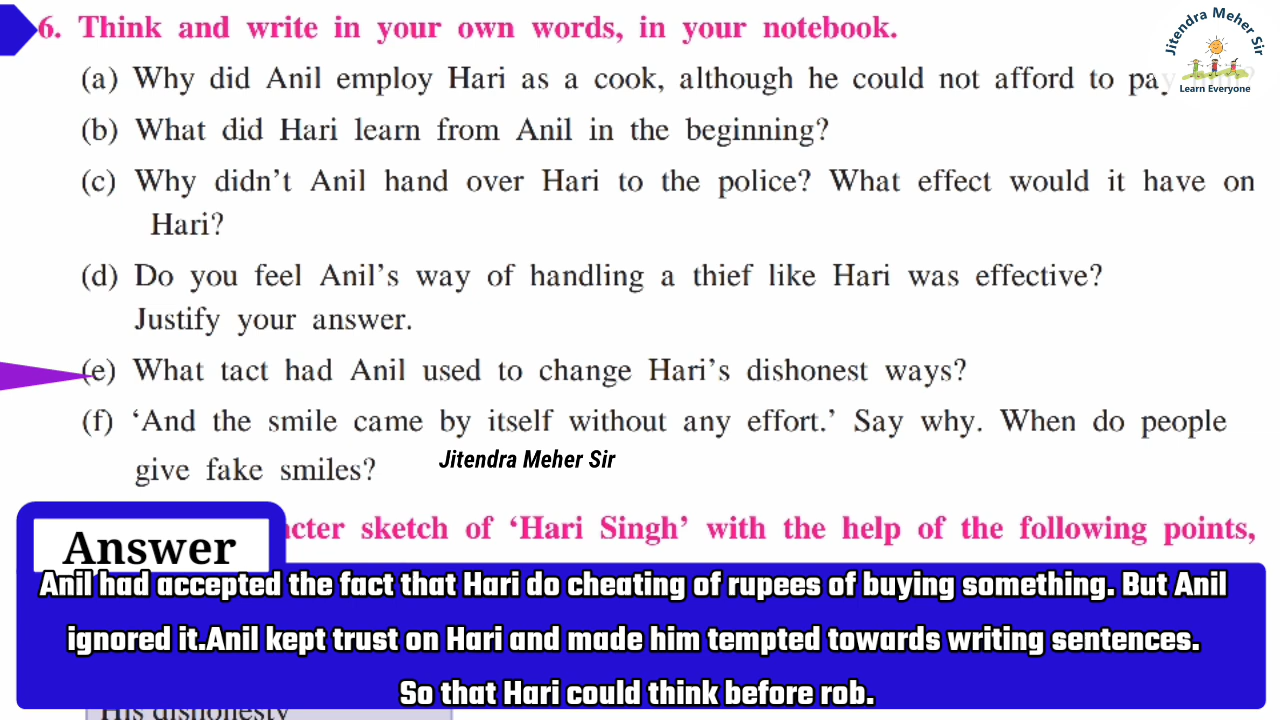 6. Think and write in your own words, in your notebook.
Jitendra Meher Sir
Learn Everyone
(a) Why did Anil employ Hari as a cook, although he could not afford to pay
(b) What did Hari learn from Anil in the beginning?
(c) Why didn't Anil hand over Hari to the police? What effect would it have on
Hari?
(d) Do you feel Anil's way of handling a thief like Hari was effective?
Justify your answer.
(e) What tact had Anil used to change Hari's dishonest ways?
(f) ‘And the smile came by itself without any effort.’ Say why. When do people
give fake smiles?
Jitendra Meher Sir
sketch of ‘Hari Singh’ with the help of the following points,
Answer
Anil had accepted the fact that Hari do cheating of rupees of buying something. But Anil
ignored it.Anil kept trust on Hari and made him tempted towards writing sentences.
So that Hari could think before rob.
His dishonesty